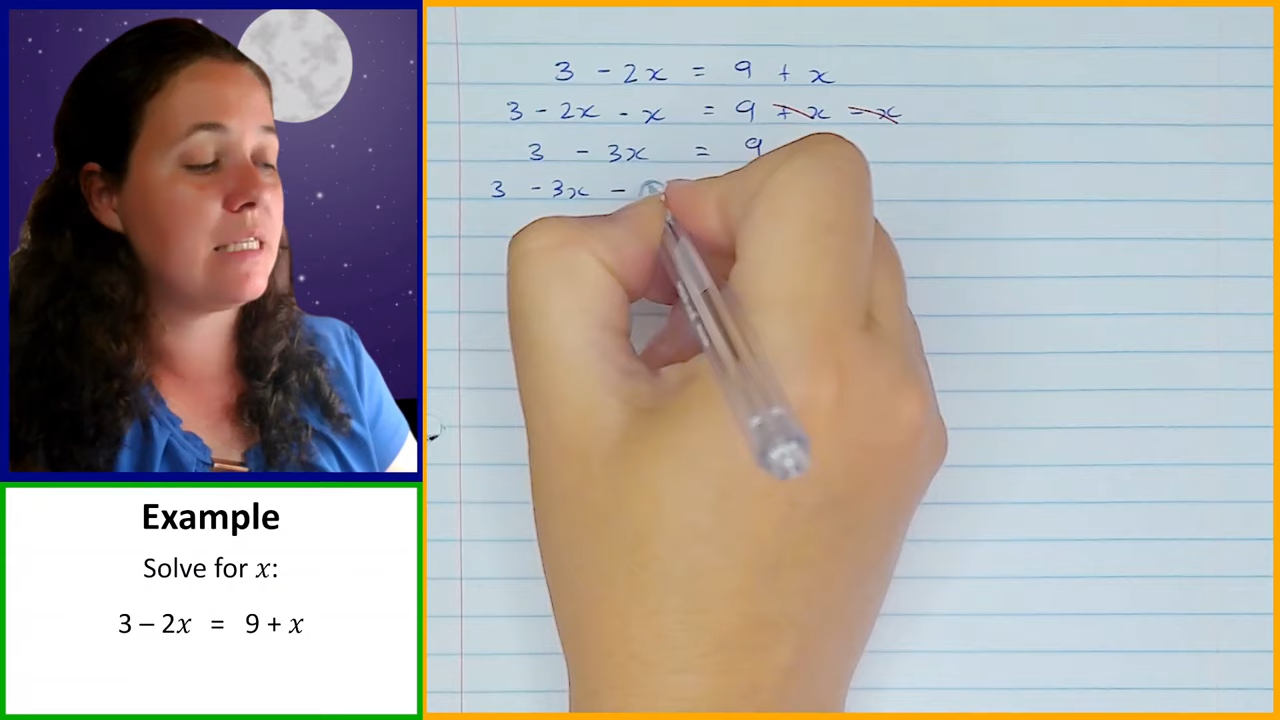 Example
Solve for x:
3 – 2x = 9 + x
3 - 2x = 9 + x
3 - 2x - x = 9 + x - x
3 - 3x = 9
3 - 3x -